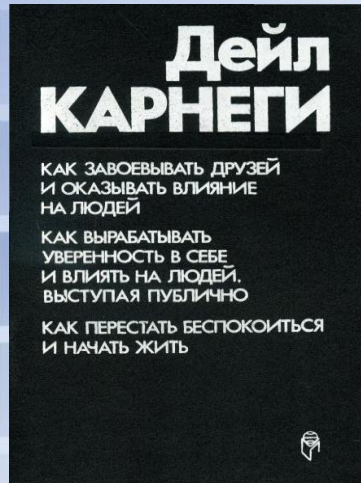 Дейл
КАРНЕГИ
КАК ЗАВОЕВЫВАТЬ ДРУЗЕЙ
И ОКАЗЫВАТЬ ВЛИЯНИЕ
НА ЛЮДЕЙ
КАК ВЫРАБАТЫВАТЬ
УВЕРЕННОСТЬ В СЕБЕ
И ВЛИЯТЬ НА ЛЮДЕЙ,
ВЫСТУПАЯ ПУБЛИЧНО
КАК ПЕРЕСТАТЬ БЕСПОКОИТЬСЯ
И НАЧАТЬ ЖИТЬ